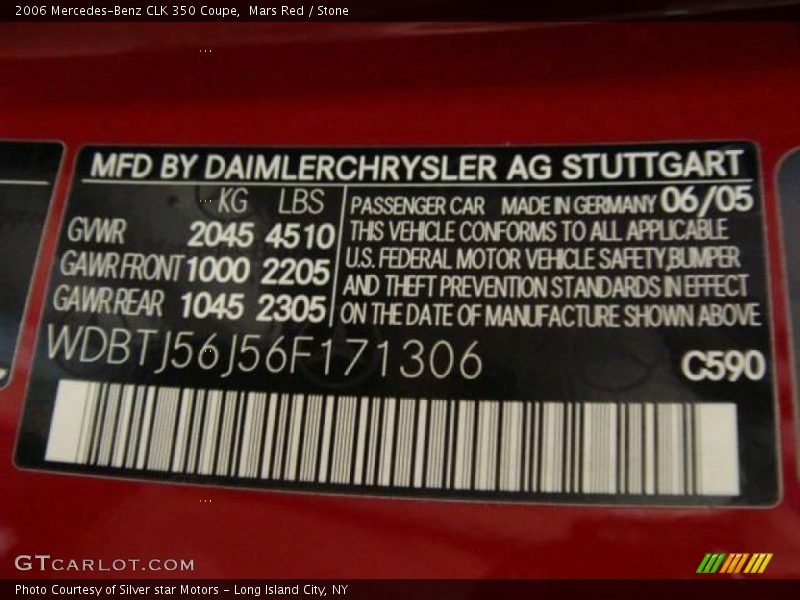 2006 Mercedes-Benz CLK 350 Coupe,  Mars Red / Stone
MFD BY DAIMLERCHRYSLER AG STUTTGART
KG LBS
GVWR 2045 4510
GAWR FRONT 1000 2205
GAWR REAR 1045 2305
PASSENGER CAR MADE IN GERMANY 06/05
THIS VEHICLE CONFORMS TO ALL APPLICABLE
U.S. FEDERAL MOTOR VEHICLE SAFETY,BUMPER
AND THEFT PREVENTION STANDARDS IN EFFECT
ON THE DATE OF MANUFACTURE SHOWN ABOVE
WDBTJ56J56F171306
C590
GTCARLOT.COM
Photo Courtesy of Silver star Motors - Long Island City, NY